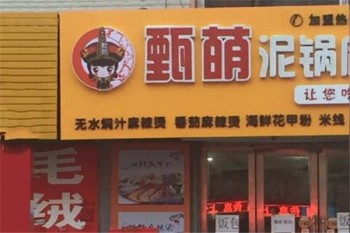 加盟热
甄萌 泥锅
让您
无水焖汁麻辣烫 番茄麻辣烫 海鲜花甲粉 米线
毛
绒
饭包